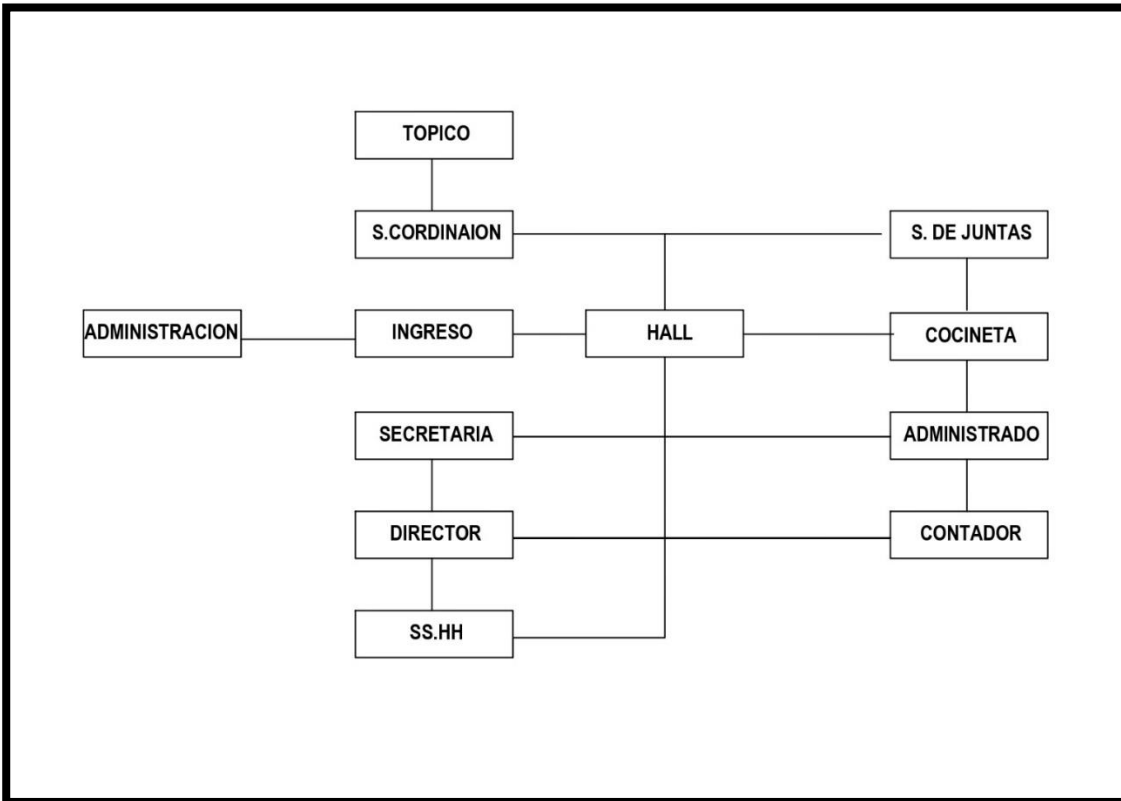 TOPICO
S.CORDINAION
S. DE JUNTAS
ADMINISTRACION
INGRESO
HALL
COCINETA
SECRETARIA
ADMINISTRADO
DIRECTOR
CONTADOR
SS.HH